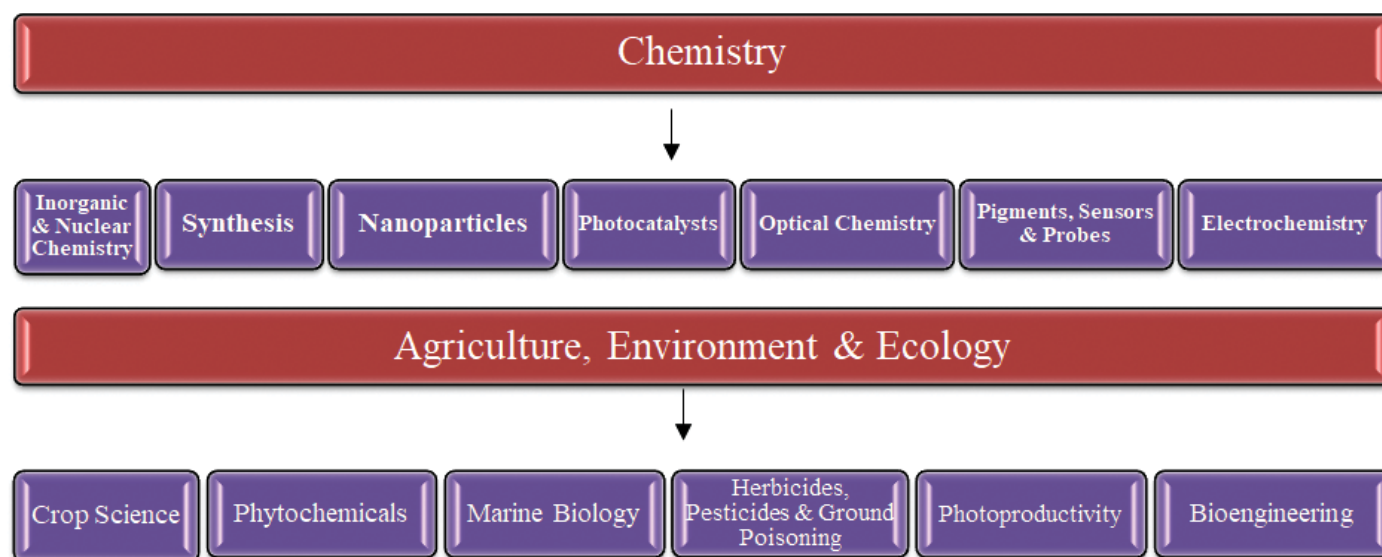 Chemistry
Inorganic
& Nuclear
Chemistry
Synthesis
Nanoparticles
Photocatalysts
Optical Chemistry
Pigments, Sensors
& Probes
Electrochemistry
Agriculture, Environment & Ecology
Crop Science
Phytochemicals
Marine Biology
Herbicides,
Pesticides & Ground
Poisoning
Photoproductivity
Bioengineering